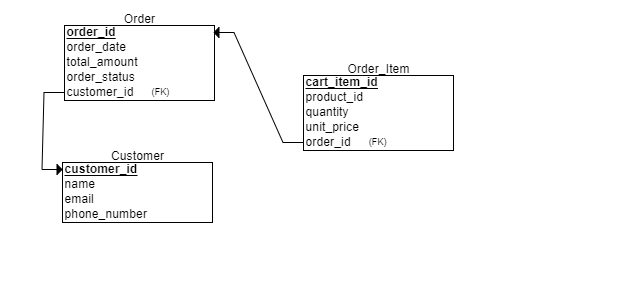 Order
order_id
order_date
total_amount
order_status
customer_id (FK)
Order_Item
cart_item_id
product_id
quantity
unit_price
order_id (FK)
Customer
customer_id
name
email
phone_number